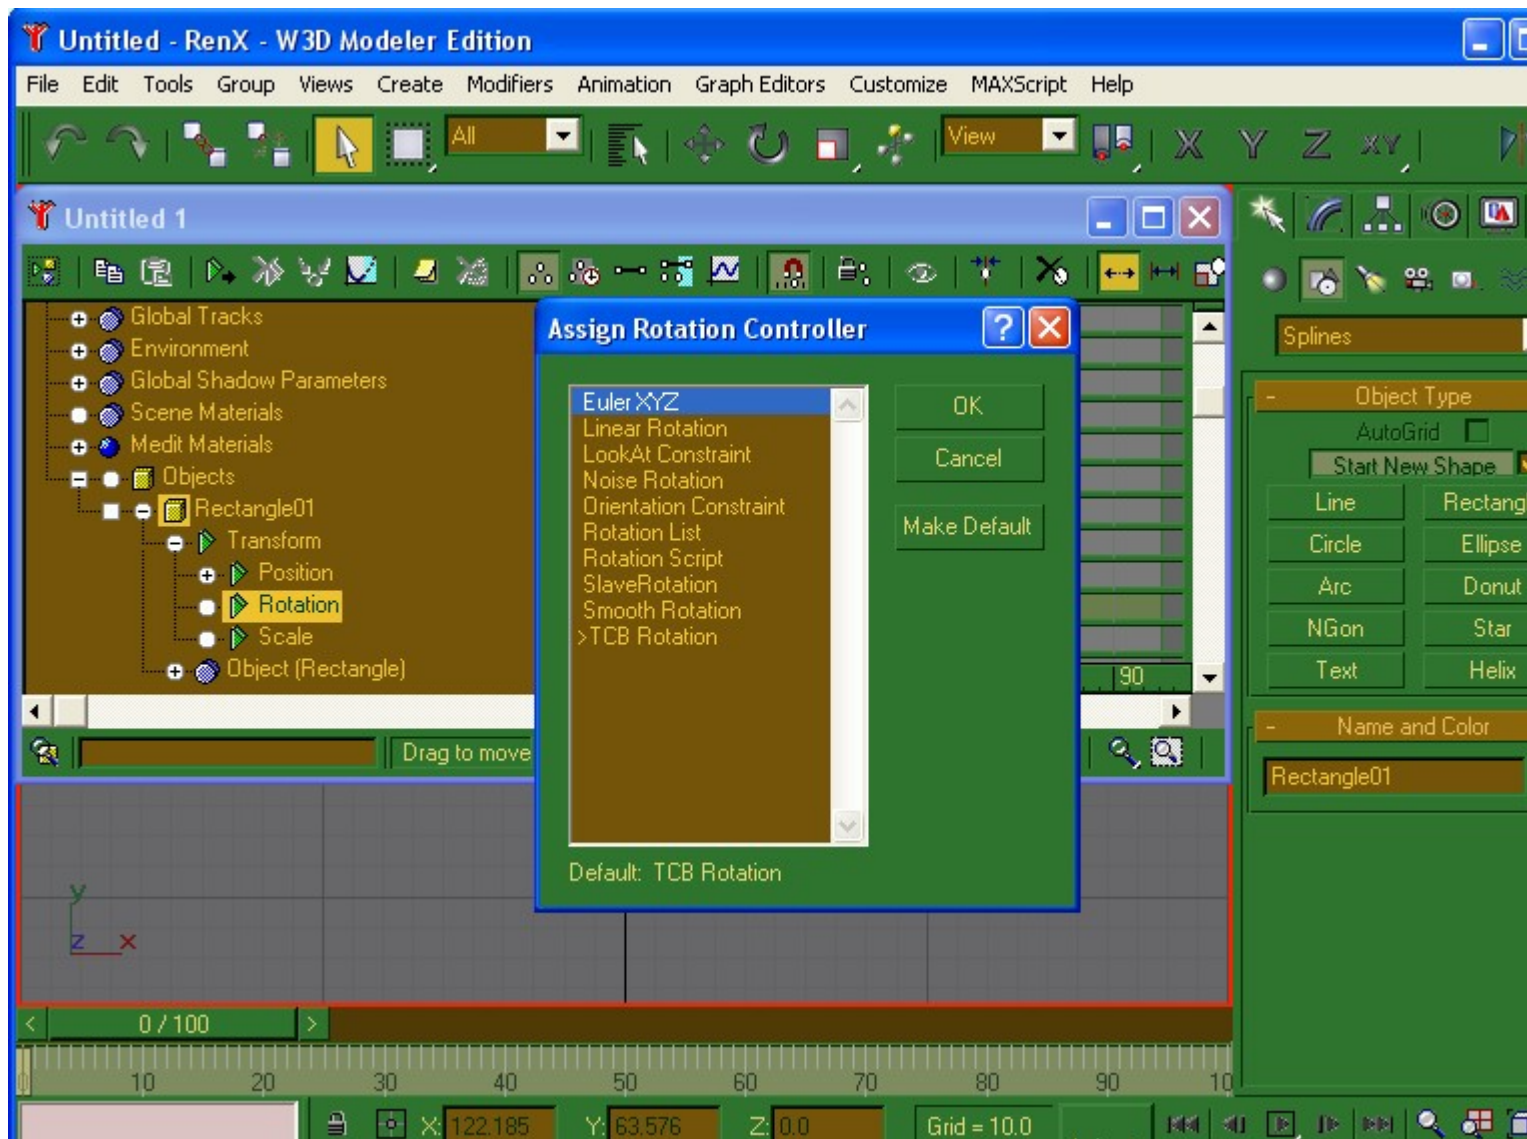 Untitled - RenX - W3D Modeler Edition
File Edit Tools Group Views Create Modifiers Animation Graph Editors Customize MAXScript Help
All View X Y Z XY
Untitled 1
Global Tracks
Environment
Global Shadow Parameters
Scene Materials
Medit Materials
Objects
Rectangle01
Transform
Position
Rotation
Scale
Object (Rectangle)
90
Drag to move
Assign Rotation Controller
Euler XYZ
Linear Rotation
LookAt Constraint
Noise Rotation
Orientation Constraint
Rotation List
Rotation Script
SlaveRotation
Smooth Rotation
>TCB Rotation
OK
Cancel
Make Default
Default: TCB Rotation
Splines
- Object Type
AutoGrid
Start New Shape
Line Rectang
Circle Ellipse
Arc Donut
NGon Star
Text Helix
- Name and Color
Rectangle01
y
z x
< 0 / 100 >
0 10 20 30 40 50 60 70 80 90 10
X: 122.185 Y: 63.576 Z: 0.0 Grid = 10.0